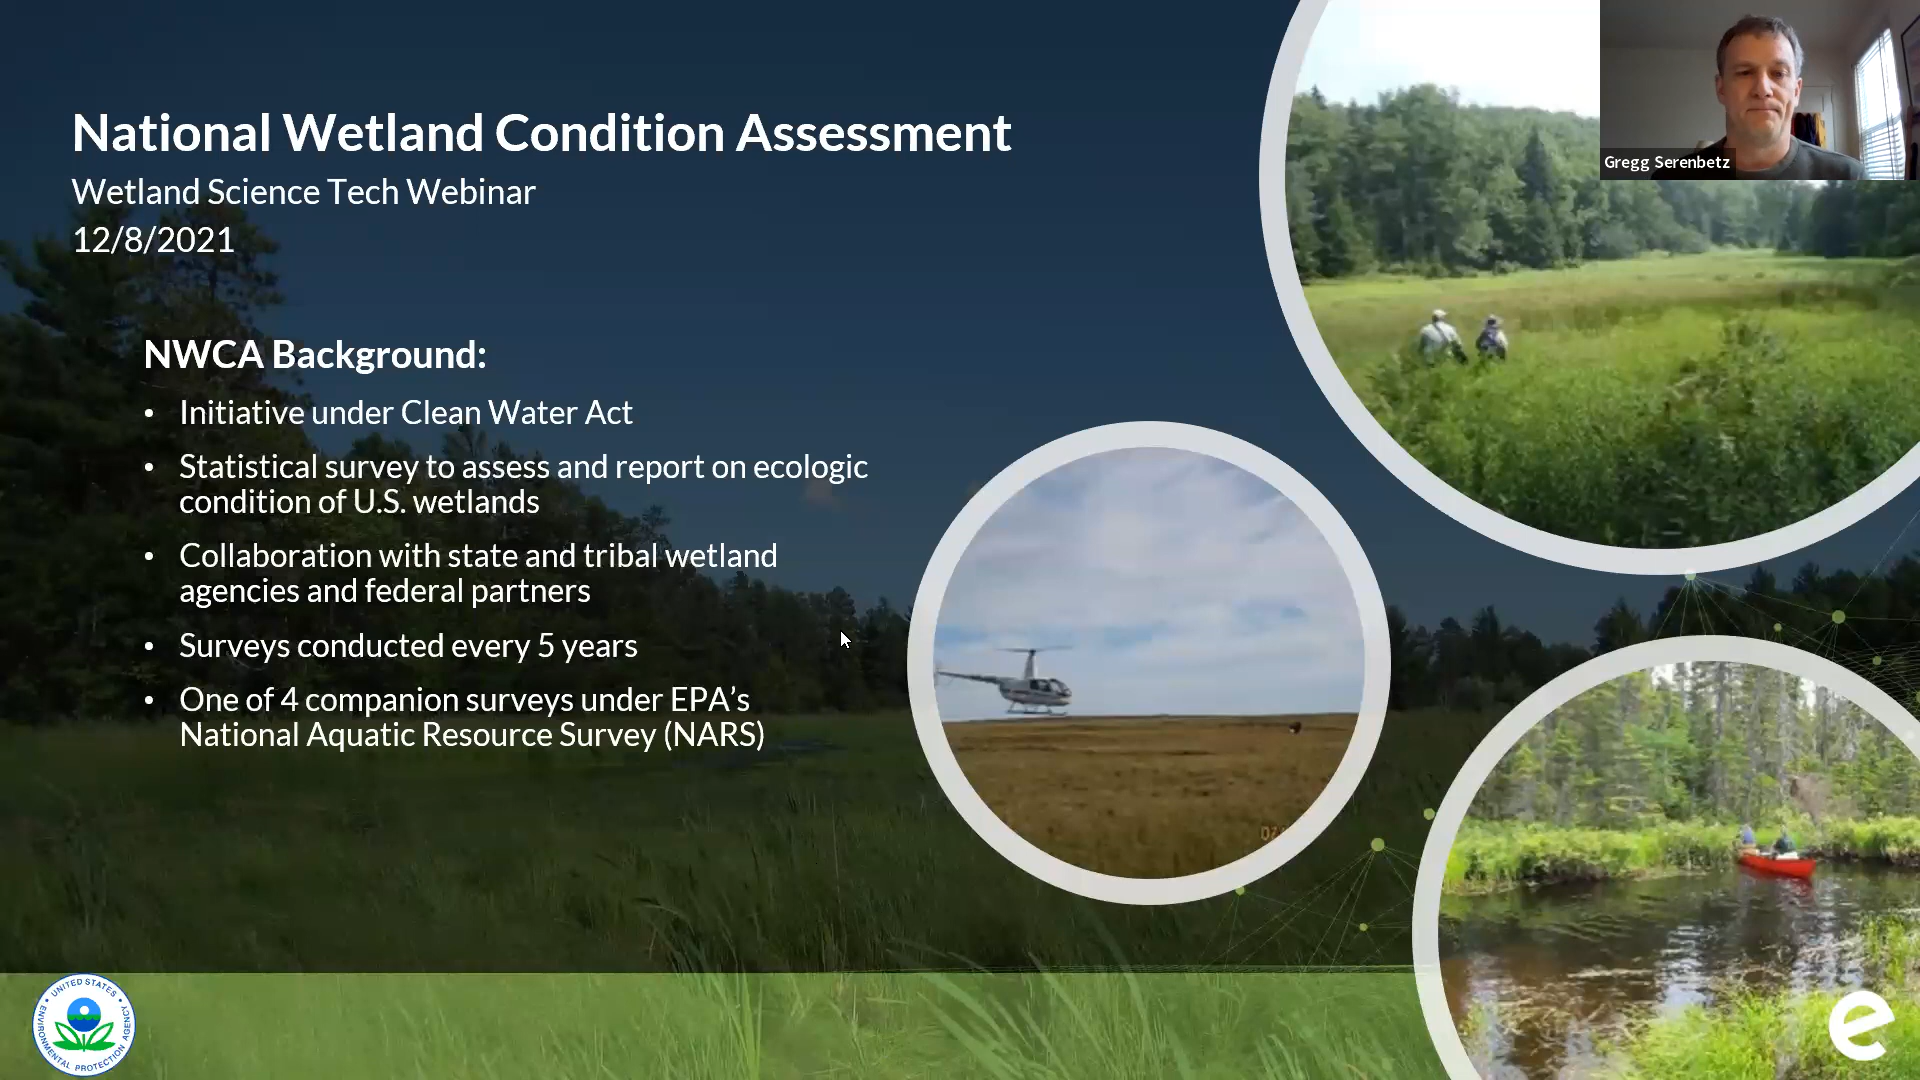 National Wetland Condition Assessment
Wetland Science Tech Webinar
12/8/2021
Gregg Serenbetz
NWCA Background:
• Initiative under Clean Water Act
• Statistical survey to assess and report on ecologic
condition of U.S. wetlands
• Collaboration with state and tribal wetland
agencies and federal partners
• Surveys conducted every 5 years
• One of 4 companion surveys under EPA’s
National Aquatic Resource Survey (NARS)
UNITED STATES
ENVIRONMENTAL PROTECTION AGENCY
e